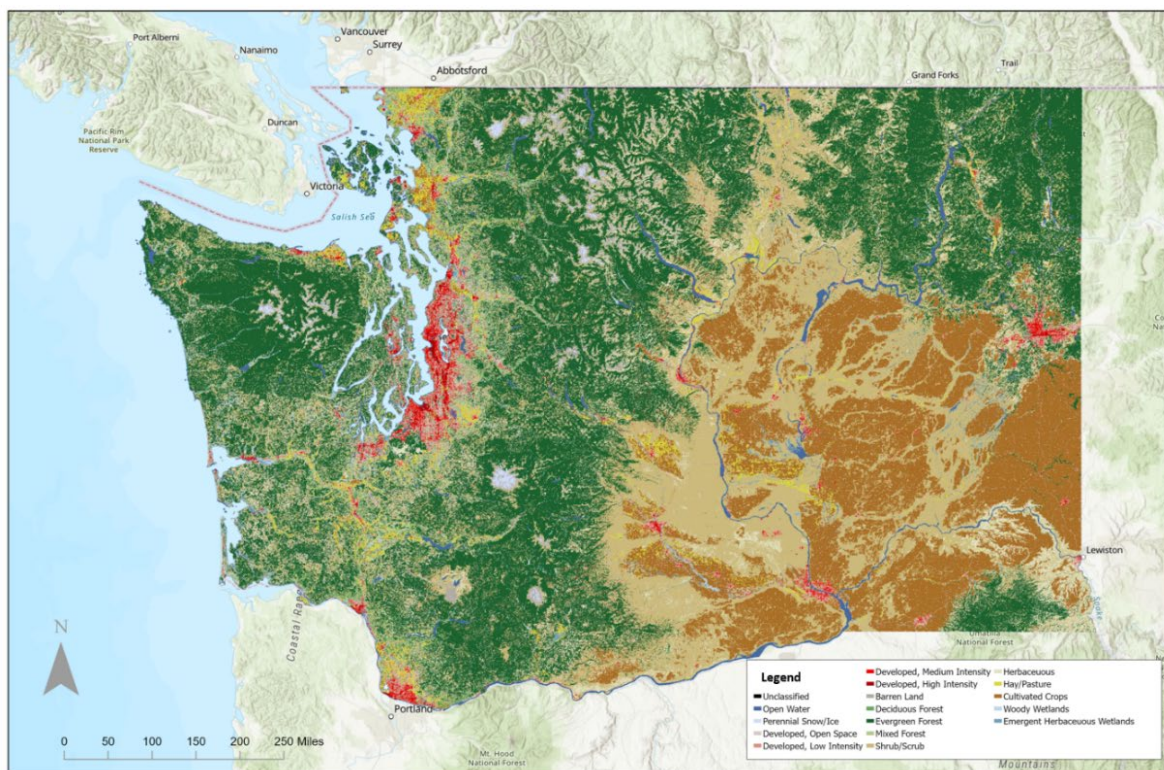 Vancouver
Port Alberni
Nanaimo
Surrey
Abbotsford
Trail
Grand Forks
Duncan
Pacific Rim
National Park
Reserve
Victoria
Salish Sea
Lewiston
Snake
Coastal Range
Umatilla
National Forest
N
Portland
Mt. Hood
National Forest
Mountains
0 50 100 150 200 250 Miles
Legend
Unclassified
Open Water
Perennial Snow/Ice
Developed, Open Space
Developed, Low Intensity
Developed, Medium Intensity
Developed, High Intensity
Barren Land
Deciduous Forest
Evergreen Forest
Mixed Forest
Shrub/Scrub
Herbaceuous
Hay/Pasture
Cultivated Crops
Woody Wetlands
Emergent Herbaceuous Wetlands